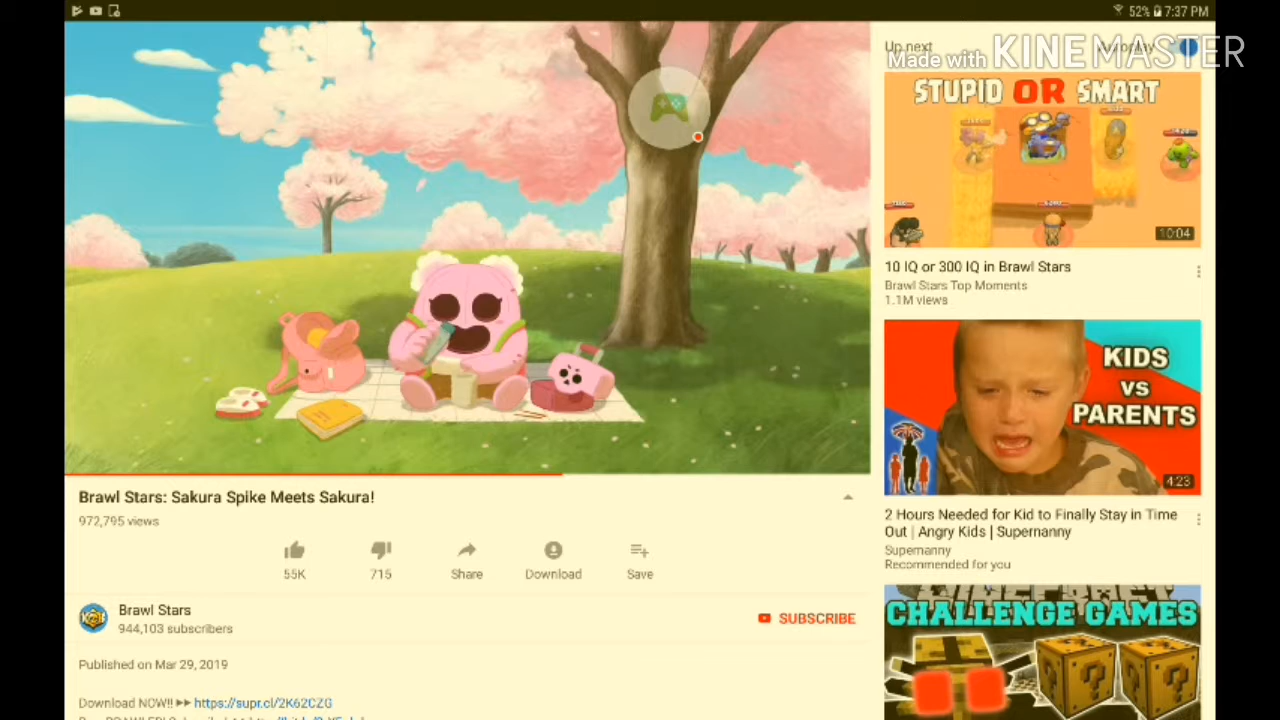 52% 7:37 PM
Up next
Autoplay
Made with KINEMASTER
STUPID OR SMART
10:04
10 IQ or 300 IQ in Brawl Stars
Brawl Stars Top Moments
1.1M views
KIDS
vs
PARENTS
4:23
2 Hours Needed for Kid to Finally Stay in Time
Out | Angry Kids | Supernanny
Supernanny
Recommended for you
MINECRAFT
CHALLENGE GAMES
Brawl Stars: Sakura Spike Meets Sakura!
972,795 views
55K
715
Share
Download
Save
Brawl Stars
944,103 subscribers
SUBSCRIBE
Published on Mar 29, 2019
Download NOW!! ▶▶ https://supr.cl/2K62CZG